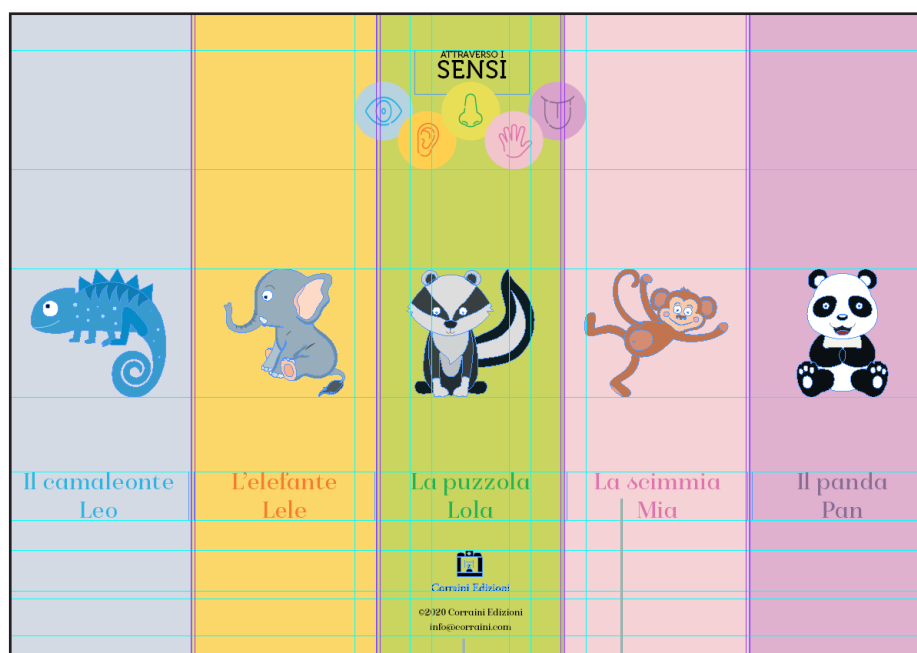 ATTRAVERSO I
SENSI
Il camaleonte
Leo
L'elefante
Lele
La puzzola
Lola
La scimmia
Mia
Il panda
Pan
Corraini Edizioni
©2020 Corraini Edizioni
info@corraini.com